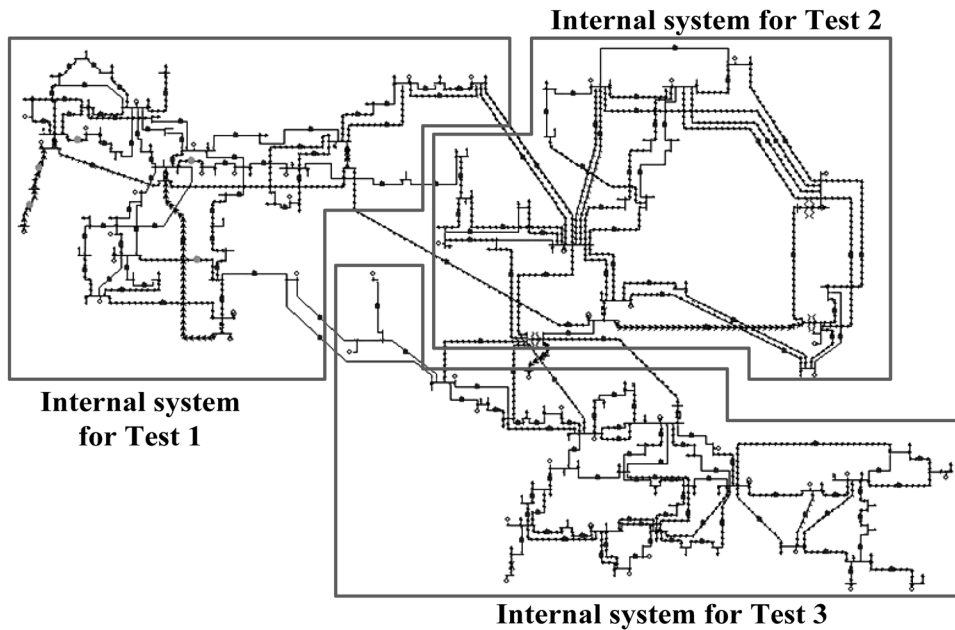 Internal system for Test 2
Internal system
for Test 1
Internal system for Test 3